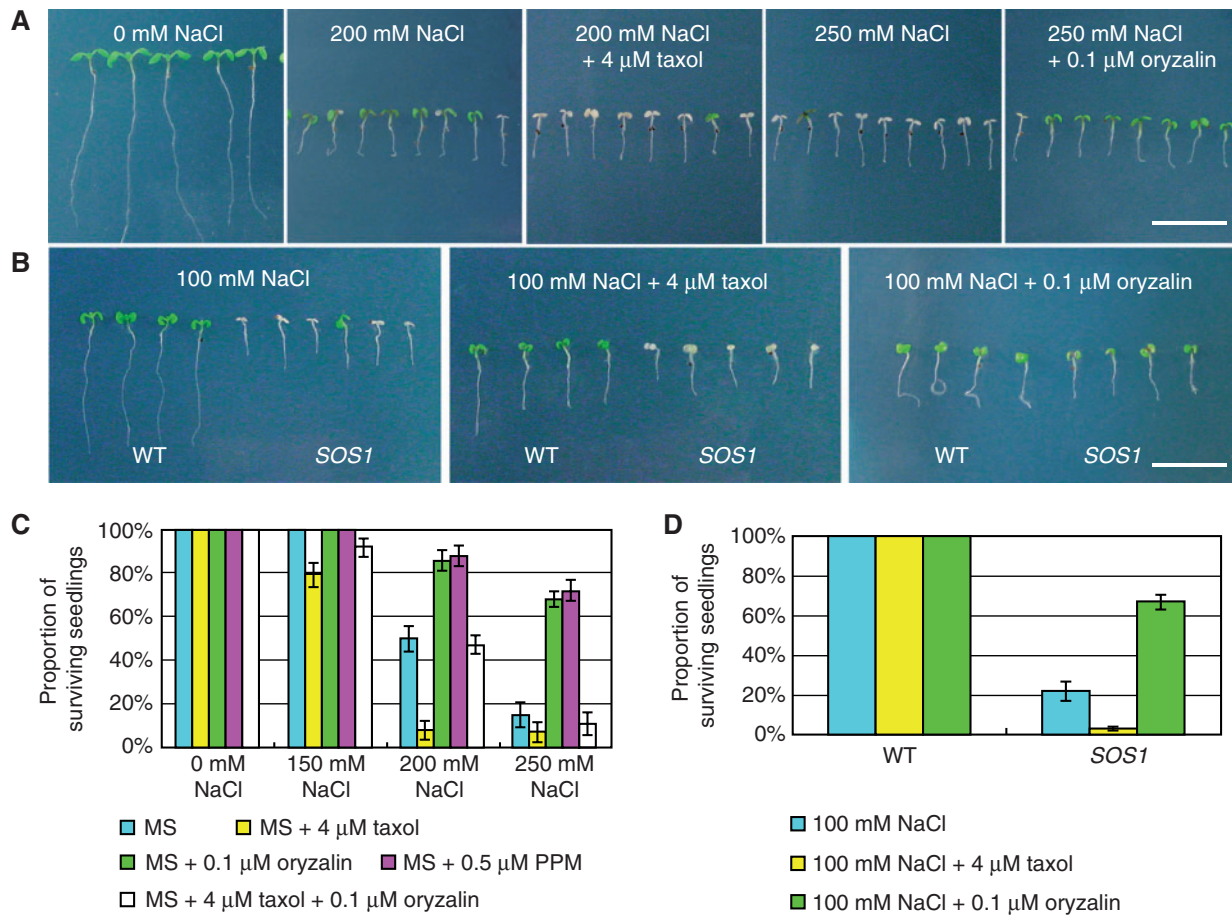 A
0 mM NaCl
200 mM NaCl
200 mM NaCl
+ 4 μM taxol
250 mM NaCl
250 mM NaCl
+ 0.1 μM oryzalin
B
100 mM NaCl
WT
SOS1
100 mM NaCl + 4 μM taxol
WT
SOS1
100 mM NaCl + 0.1 μM oryzalin
WT
SOS1
C
Proportion of
surviving seedlings
100%
80%
60%
40%
20%
0%
0 mM
NaCl
150 mM
NaCl
200 mM
NaCl
250 mM
NaCl
MS
MS + 4 μM taxol
MS + 0.1 μM oryzalin
MS + 0.5 μM PPM
MS + 4 μM taxol + 0.1 μM oryzalin
D
Proportion of
surviving seedlings
100%
80%
60%
40%
20%
0%
WT
SOS1
100 mM NaCl
100 mM NaCl + 4 μM taxol
100 mM NaCl + 0.1 μM oryzalin